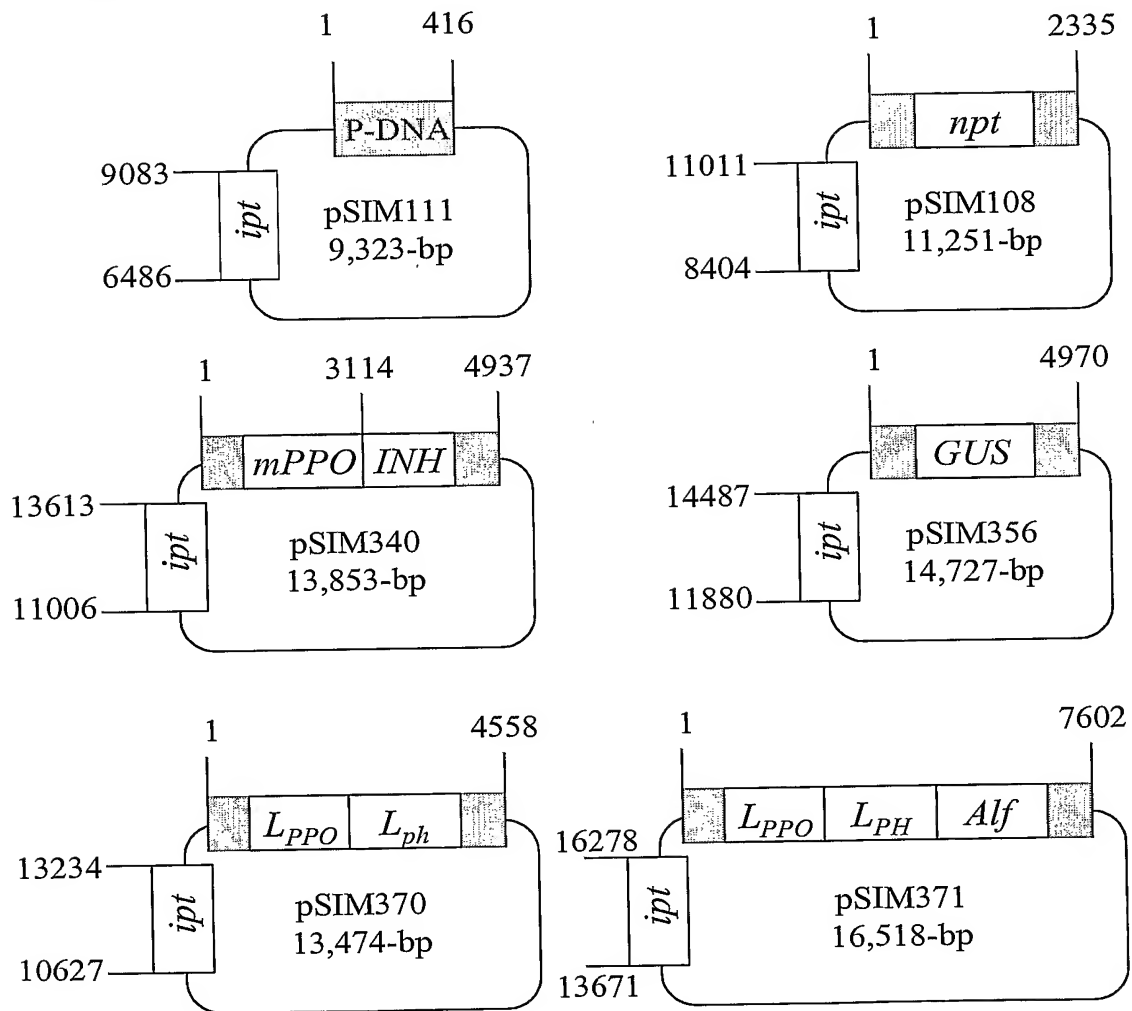 1 416
P-DNA
9083
ipt
6486
pSIM111
9,323-bp
1 2335
npt
11011
ipt
8404
pSIM108
11,251-bp
1 3114 4937
mPPO INH
13613
ipt
11006
pSIM340
13,853-bp
1 4970
GUS
14487
ipt
11880
pSIM356
14,727-bp
1 4558
LPPO Lph
13234
ipt
10627
pSIM370
13,474-bp
1 7602
LPPO LPH Alf
16278
ipt
13671
pSIM371
16,518-bp